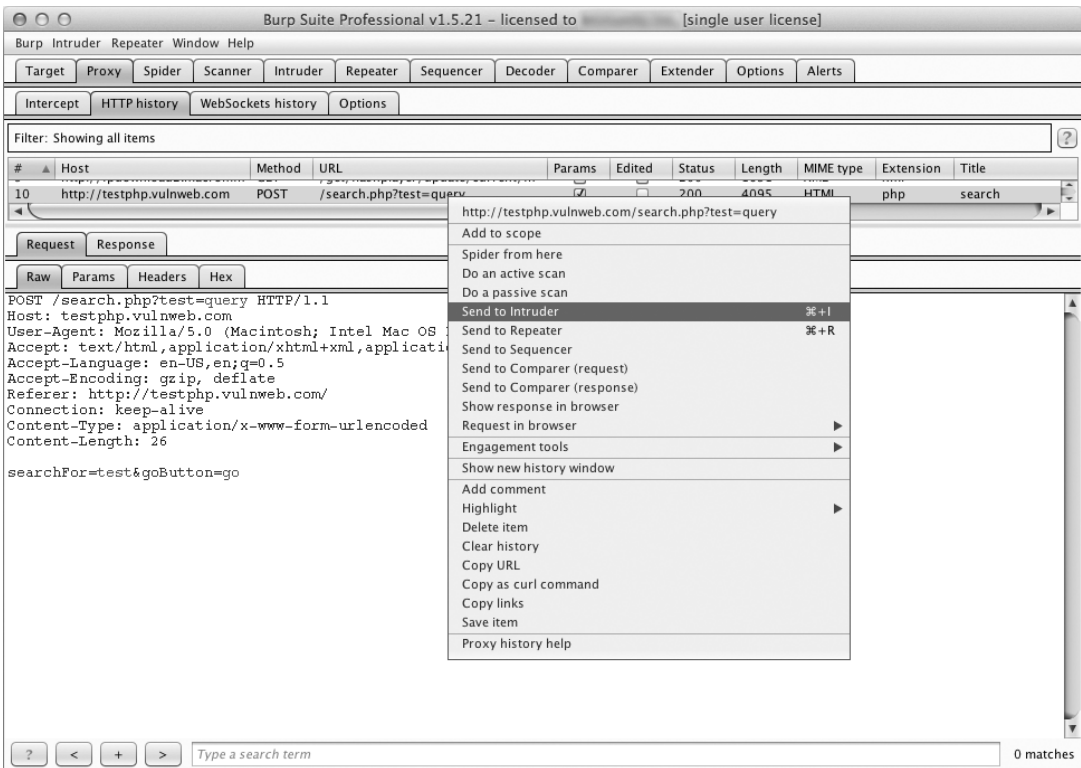 Burp Suite Professional v1.5.21 – licensed to [single user license]
Burp Intruder Repeater Window Help
Target Proxy Spider Scanner Intruder Repeater Sequencer Decoder Comparer Extender Options Alerts
Intercept HTTP history WebSockets history Options
Filter: Showing all items ?
# Host Method URL Params Edited Status Length MIME type Extension Title
10 http://testphp.vulnweb.com POST /search.php?test=query 200 4095 HTML php search
Request Response
Raw Params Headers Hex
POST /search.php?test=query HTTP/1.1
Host: testphp.vulnweb.com
User-Agent: Mozilla/5.0 (Macintosh; Intel Mac OS
Accept: text/html,application/xhtml+xml,applicati
Accept-Language: en-US,en;q=0.5
Accept-Encoding: gzip, deflate
Referer: http://testphp.vulnweb.com/
Connection: keep-alive
Content-Type: application/x-www-form-urlencoded
Content-Length: 26
searchFor=test&goButton=go
http://testphp.vulnweb.com/search.php?test=query
Add to scope
Spider from here
Do an active scan
Do a passive scan
Send to Intruder ⌘+I
Send to Repeater ⌘+R
Send to Sequencer
Send to Comparer (request)
Send to Comparer (response)
Show response in browser
Request in browser
Engagement tools
Show new history window
Add comment
Highlight
Delete item
Clear history
Copy URL
Copy as curl command
Copy links
Save item
Proxy history help
? < + > Type a search term 0 matches